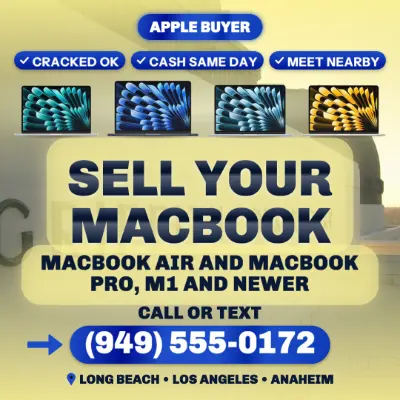 APPLE BUYER
✓ CRACKED OK ✓ CASH SAME DAY ✓ MEET NEARBY
SELL YOUR
MACBOOK
MACBOOK AIR AND MACBOOK
PRO, M1 AND NEWER
CALL OR TEXT
(949) 555-0172
LONG BEACH • LOS ANGELES • ANAHEIM